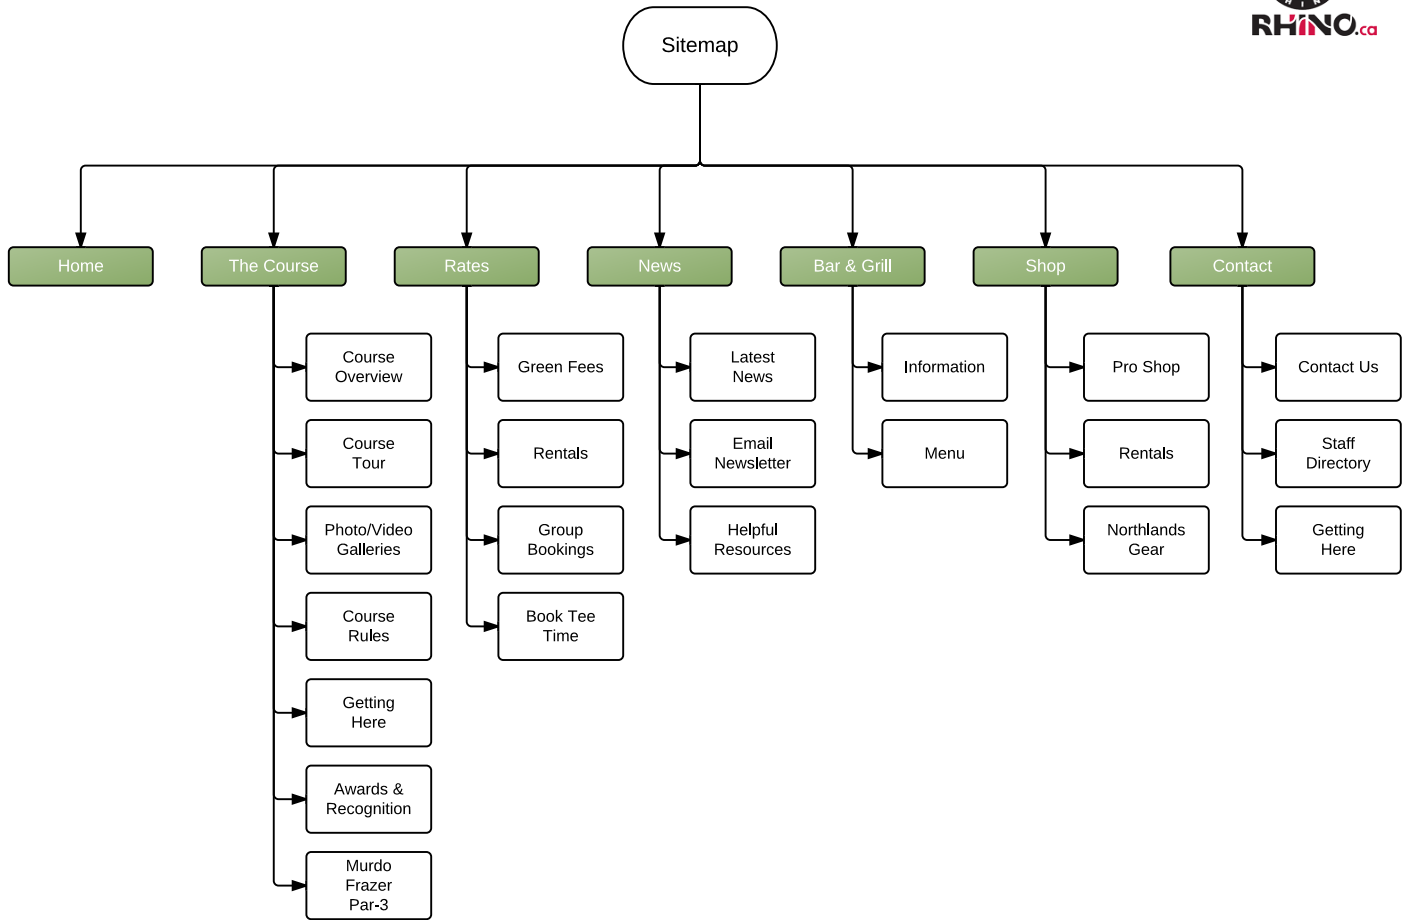 RHINO.ca
Sitemap
Home
The Course
Rates
News
Bar & Grill
Shop
Contact
Course
Overview
Course
Tour
Photo/Video
Galleries
Course
Rules
Getting
Here
Awards &
Recognition
Murdo
Frazer
Par-3
Green Fees
Rentals
Group
Bookings
Book Tee
Time
Latest
News
Email
Newsletter
Helpful
Resources
Information
Menu
Pro Shop
Rentals
Northlands
Gear
Contact Us
Staff
Directory
Getting
Here